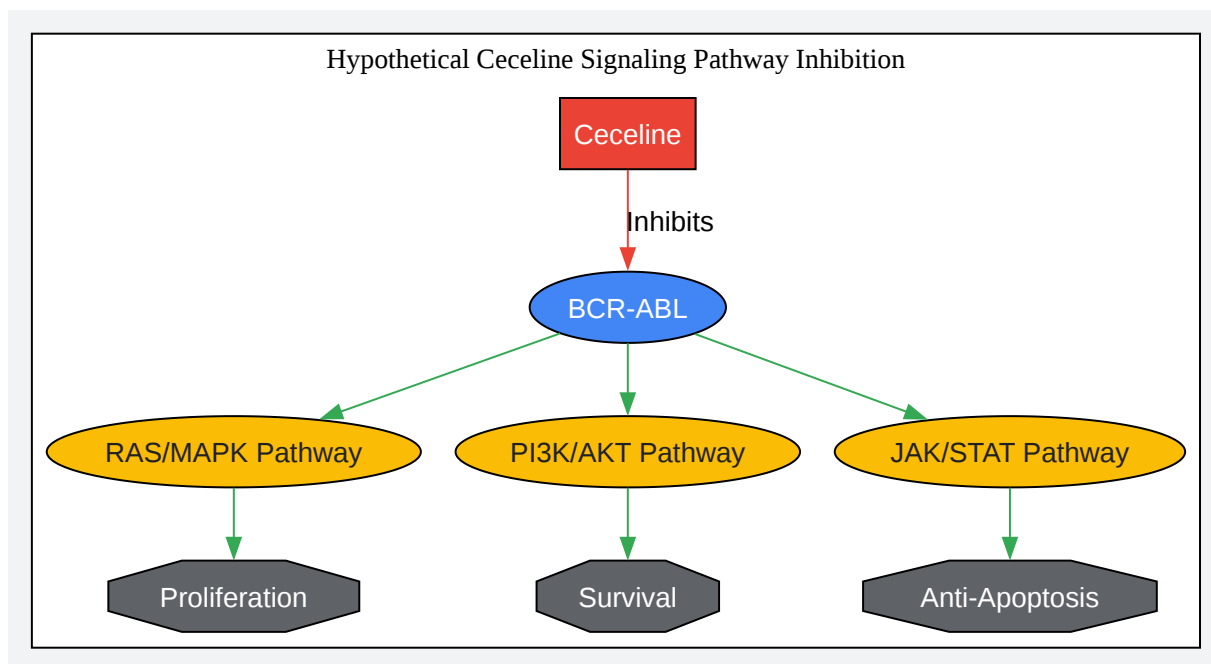 Hypothetical Ceceline Signaling Pathway Inhibition
Ceceline
Inhibits
BCR-ABL
RAS/MAPK Pathway
PI3K/AKT Pathway
JAK/STAT Pathway
Proliferation
Survival
Anti-Apoptosis